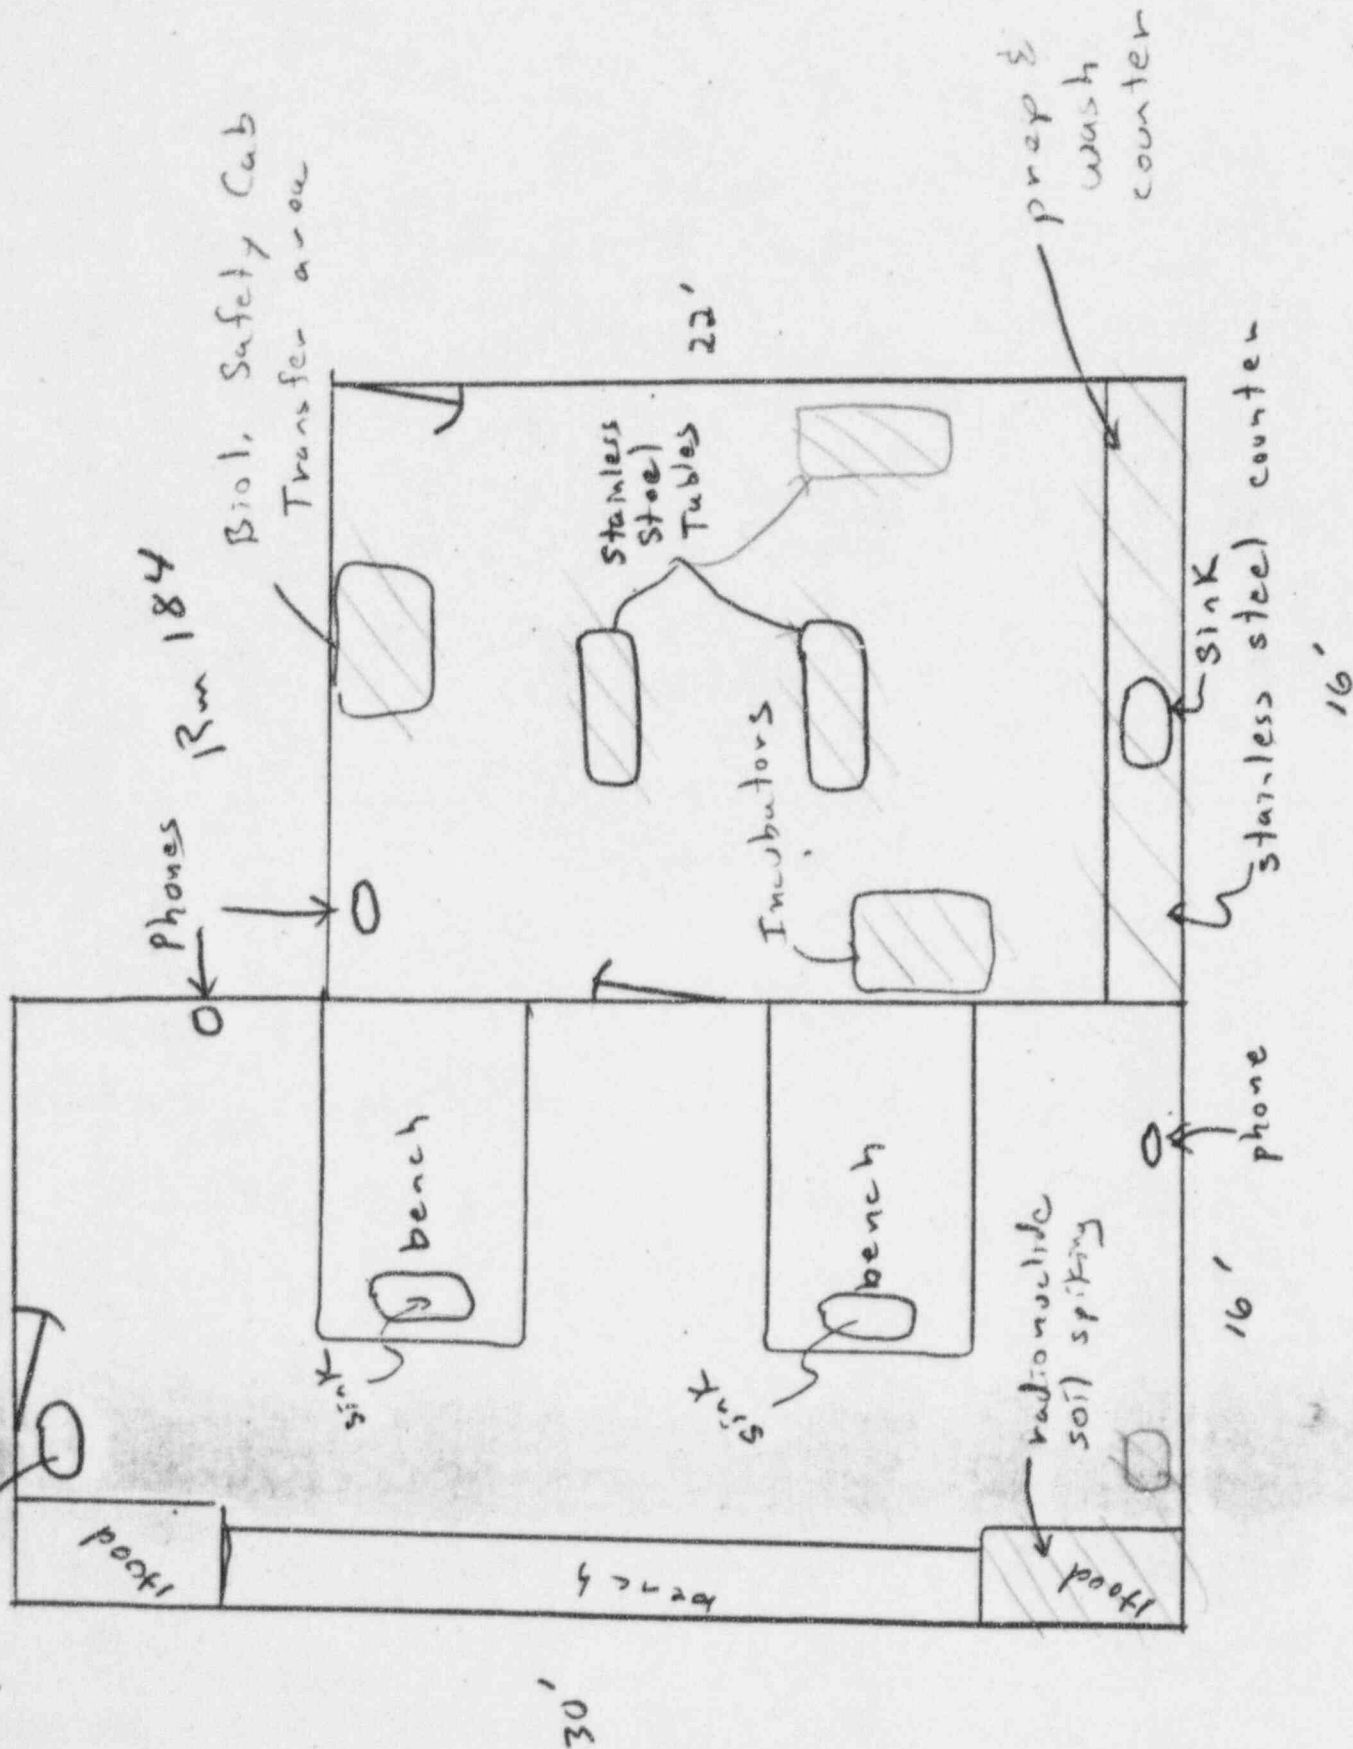 Phones
Rm 184
Biol. Safety Cab
Transfer area
22'
prep &
wash
counter
Stainless
Steel
Tables
Incubators
Sink
stainless steel counter
16'
bench
sink
bench
sink
radionuclide
soil spiking
phone
16'
Hood
bench
Hood
30'